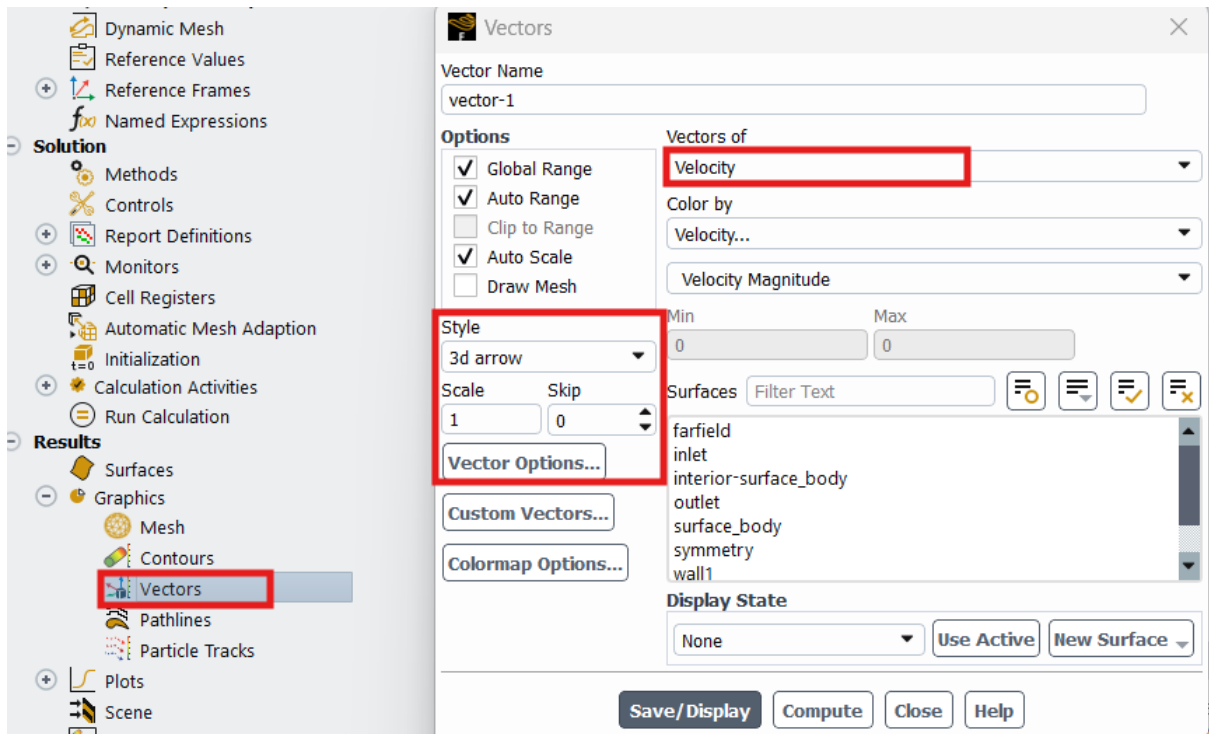 Dynamic Mesh
Reference Values
Reference Frames
f(x) Named Expressions
Solution
Methods
Controls
Report Definitions
Monitors
Cell Registers
Automatic Mesh Adaption
t=0 Initialization
Calculation Activities
Run Calculation
Results
Surfaces
Graphics
Mesh
Contours
Vectors
Pathlines
Particle Tracks
Plots
Scene
F Vectors
Vector Name
vector-1
Options
Global Range
Auto Range
Clip to Range
Auto Scale
Draw Mesh
Style
3d arrow
Scale Skip
1 0
Vector Options...
Custom Vectors...
Colormap Options...
Vectors of
Velocity
Color by
Velocity...
Velocity Magnitude
Min Max
0 0
Surfaces Filter Text
farfield
inlet
interior-surface_body
outlet
surface_body
symmetry
wall1
Display State
None Use Active New Surface
Save/Display Compute Close Help